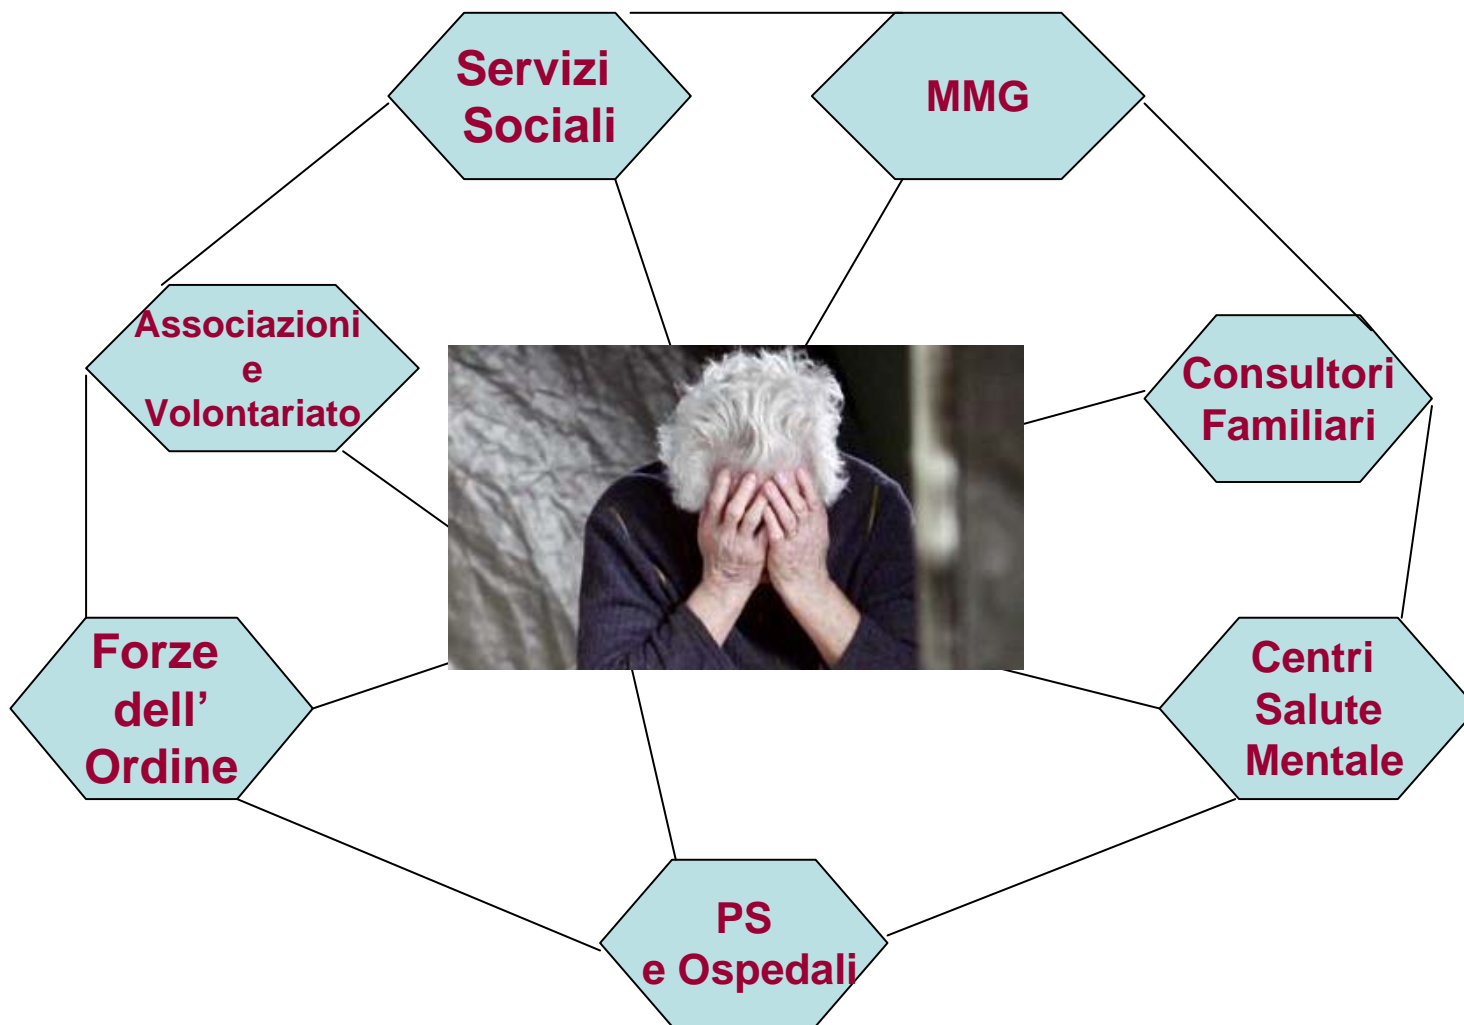 Servizi
Sociali
MMG
Associazioni
e
Volontariato
Consultori
Familiari
Forze
dell’
Ordine
Centri
Salute
Mentale
PS
e Ospedali